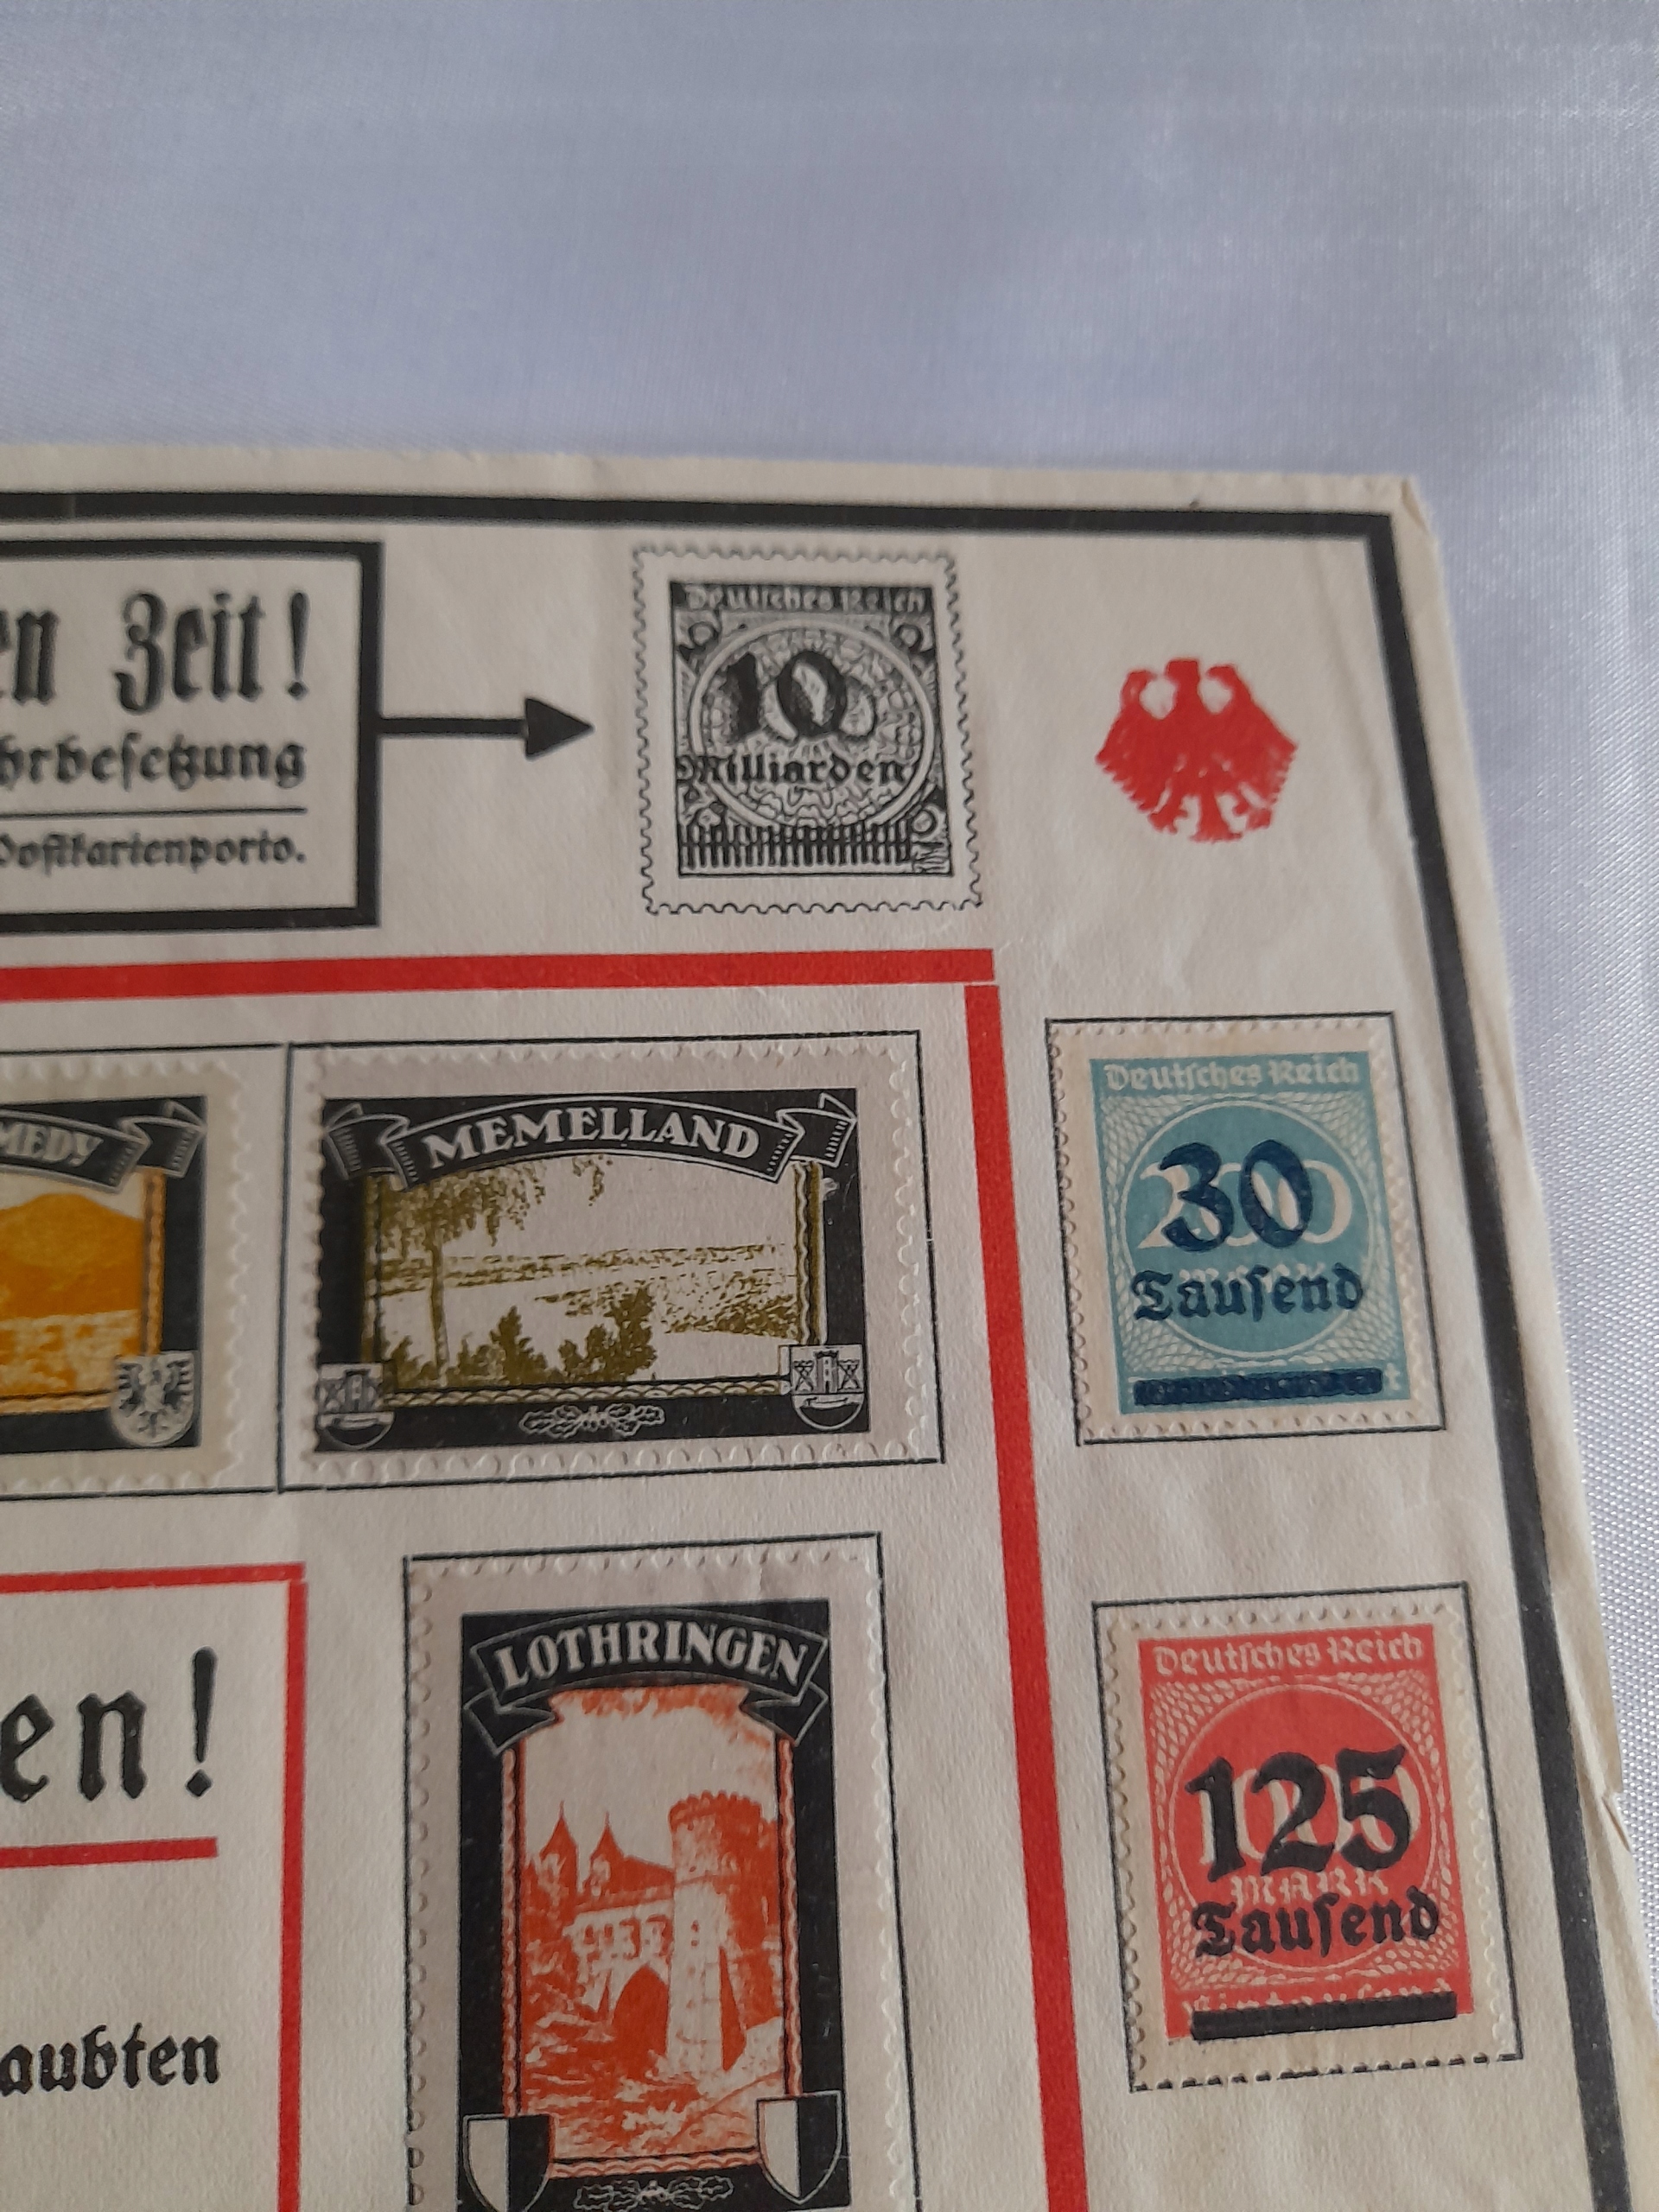 en Zeit!
hrbesetzung
Postkartenporto.
Deutsches Reich
10
Milliarden
MEDY
MEMELLAND
Deutsches Reich
30
200
Tausend
LOTHRINGEN
Deutsches Reich
125
MARK
Tausend
en!
aubten